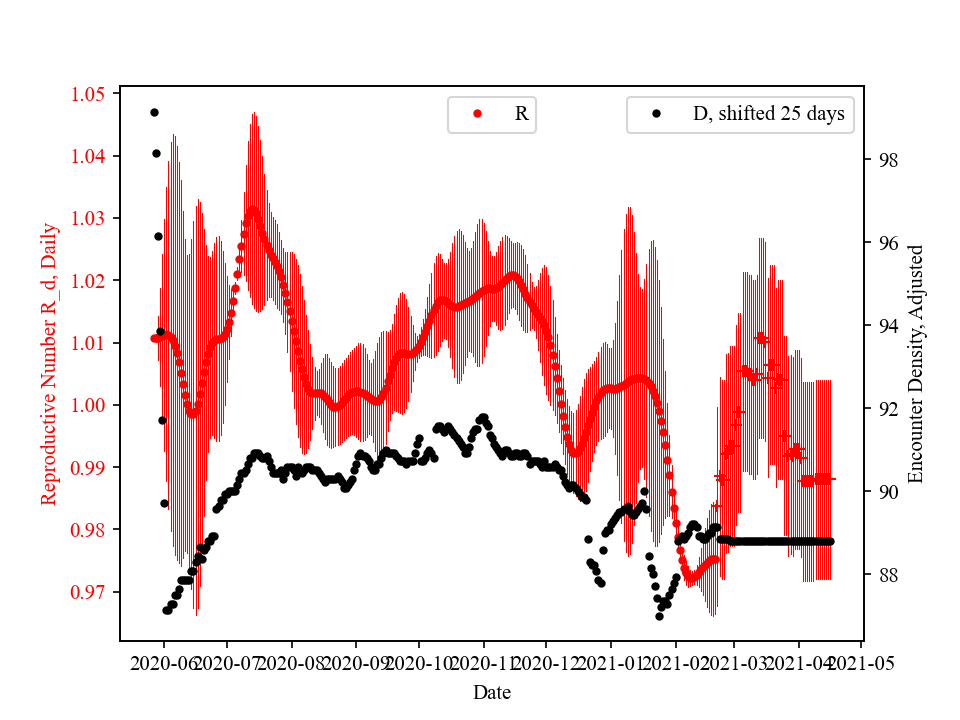 R
D, shifted 25 days
1.05
1.04
1.03
1.02
1.01
1.00
0.99
0.98
0.97
Reproductive Number R_d, Daily
98
96
94
92
90
88
Encounter Density, Adjusted
2020-06 2020-07 2020-08 2020-09 2020-10 2020-11 2020-12 2021-01 2021-02 2021-03 2021-04 2021-05
Date